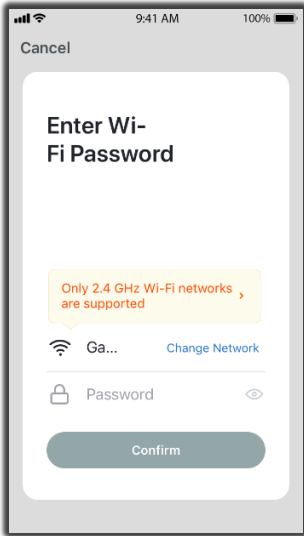 9:41 AM 100%
Cancel
Enter Wi-
Fi Password
Only 2.4 GHz Wi-Fi networks
are supported
Ga... Change Network
Password
Confirm